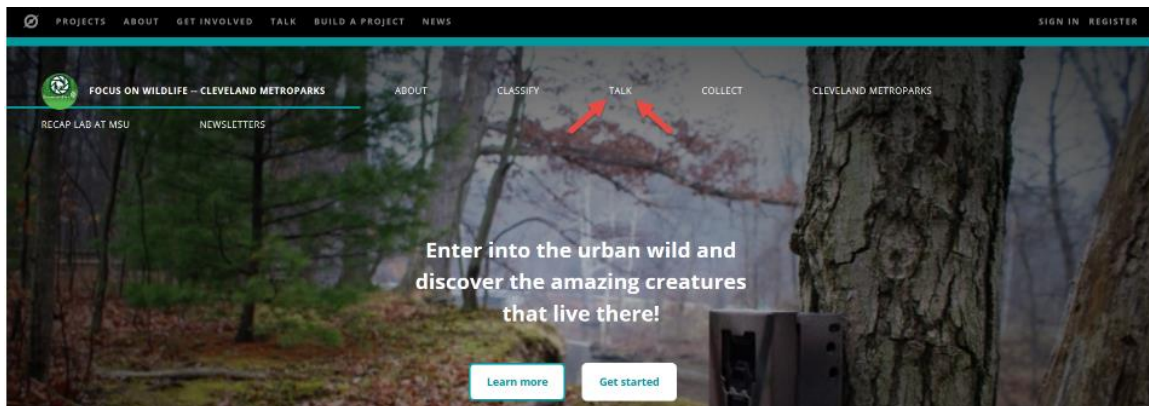 PROJECTS ABOUT GET INVOLVED TALK BUILD A PROJECT NEWS SIGN IN REGISTER
FOCUS ON WILDLIFE -- CLEVELAND METROPARKS ABOUT CLASSIFY TALK COLLECT CLEVELAND METROPARKS
RECAP LAB AT MSU NEWSLETTERS
Enter into the urban wild and
discover the amazing creatures
that live there!
Learn more Get started